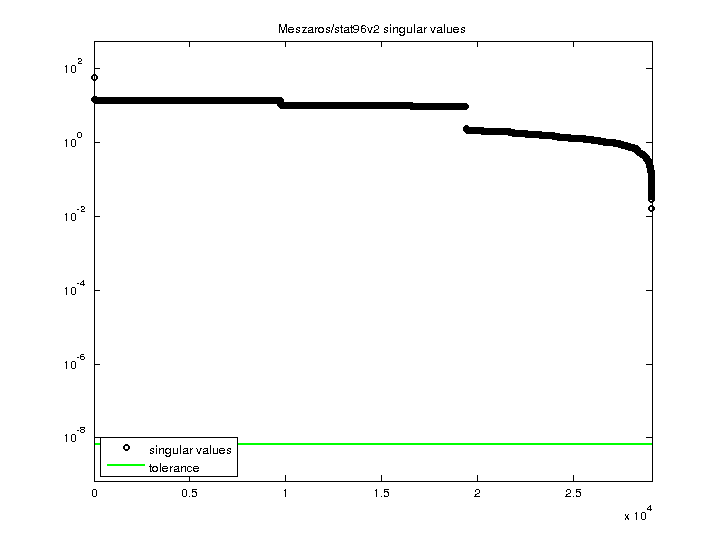 Meszaros/stat96v2 singular values
10^2
10^0
10^-2
10^-4
10^-6
10^-8
singular values
tolerance
0 0.5 1 1.5 2 2.5
x 10^4